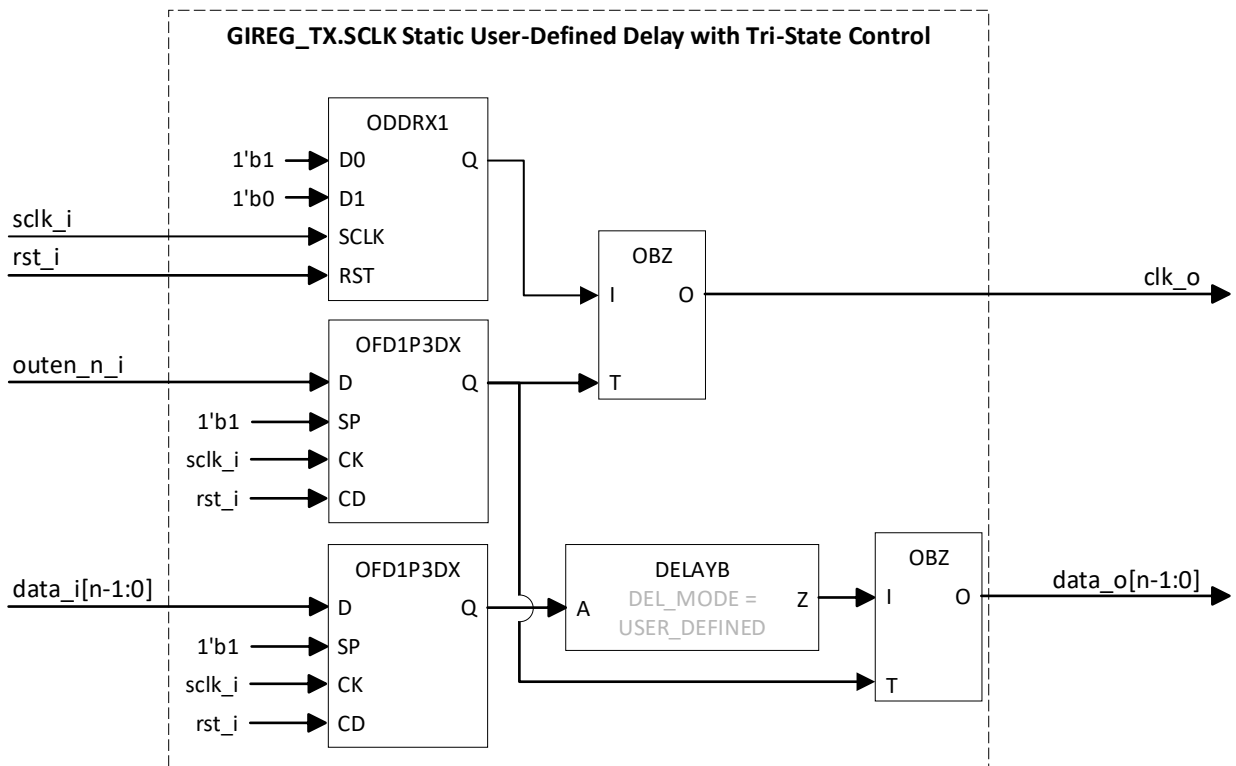 GIREG_TX.SCLK Static User-Defined Delay with Tri-State Control
ODDRX1
1'b1
D0
Q
1'b0
D1
sclk_i
SCLK
rst_i
RST
OBZ
I
O
clk_o
T
OFD1P3DX
outen_n_i
D
Q
1'b1
SP
sclk_i
CK
rst_i
CD
OFD1P3DX
data_i[n-1:0]
D
Q
1'b1
SP
sclk_i
CK
rst_i
CD
DELAYB
A
DEL_MODE =
USER_DEFINED
Z
OBZ
I
O
data_o[n-1:0]
T